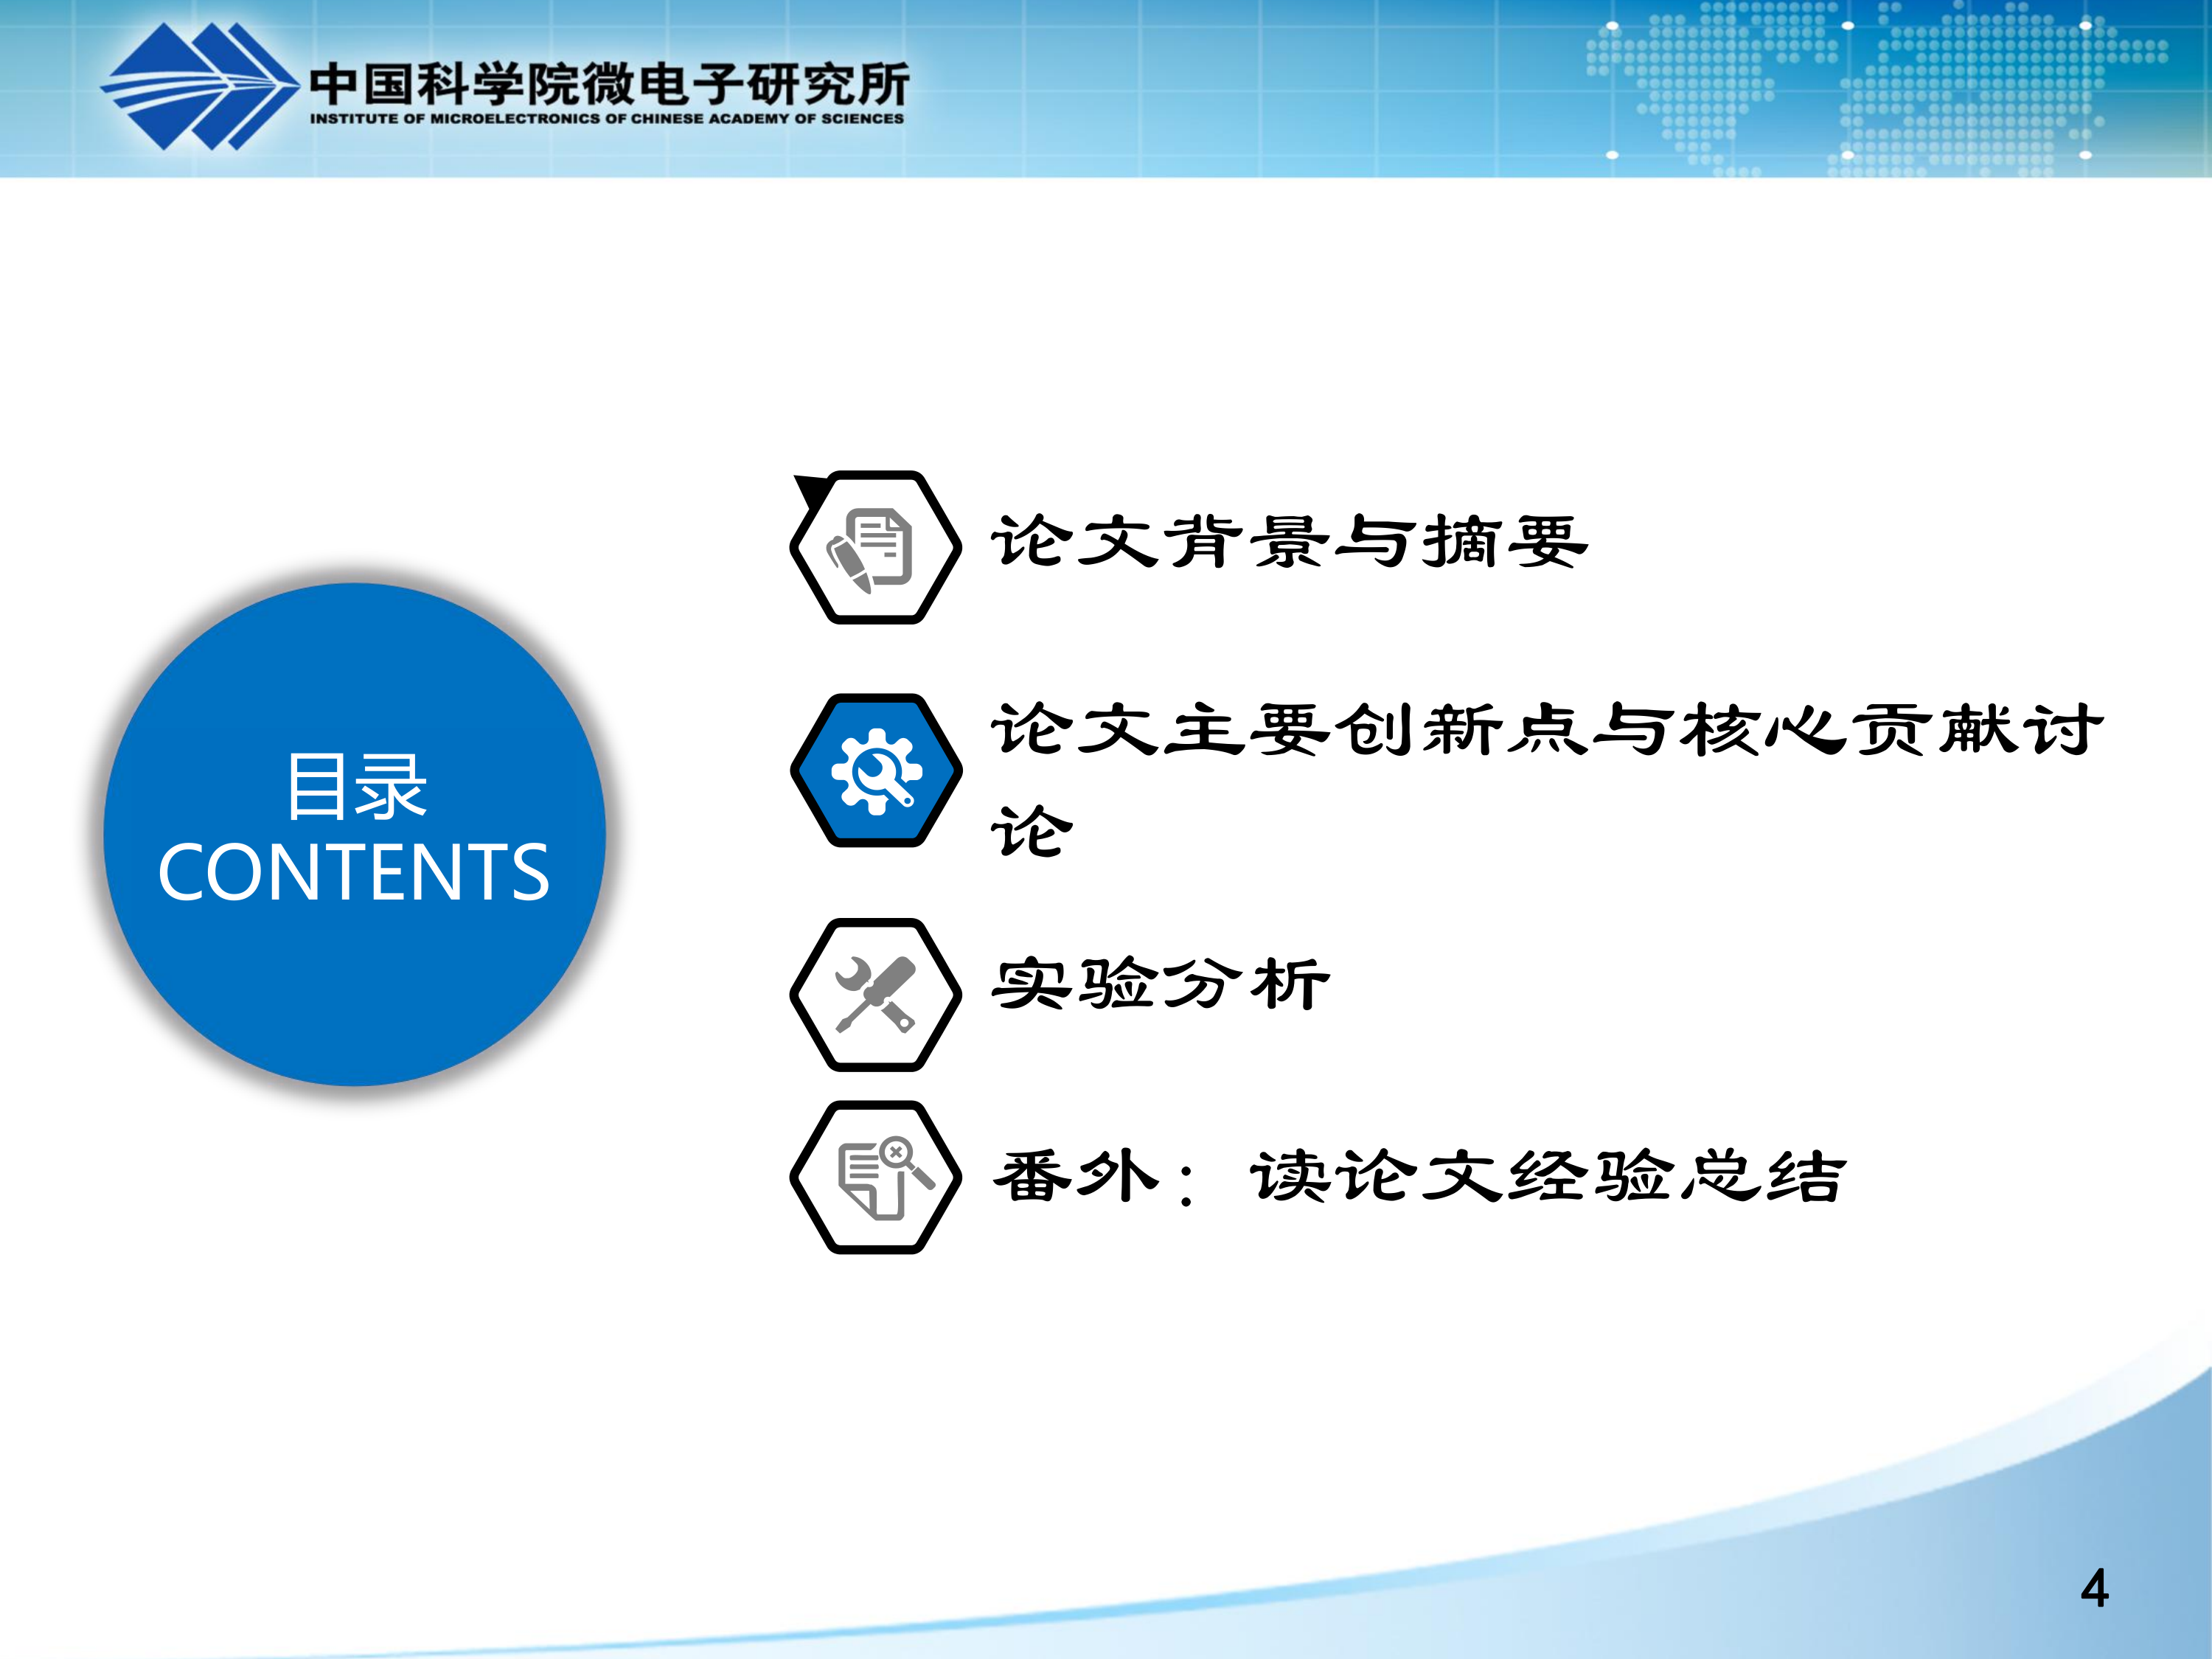 中国科学院微电子研究所
INSTITUTE OF MICROELECTRONICS OF CHINESE ACADEMY OF SCIENCES
目录
CONTENTS
论文背景与摘要
论文主要创新点与核心贡献讨
论
实验分析
番外：读论文经验总结
4